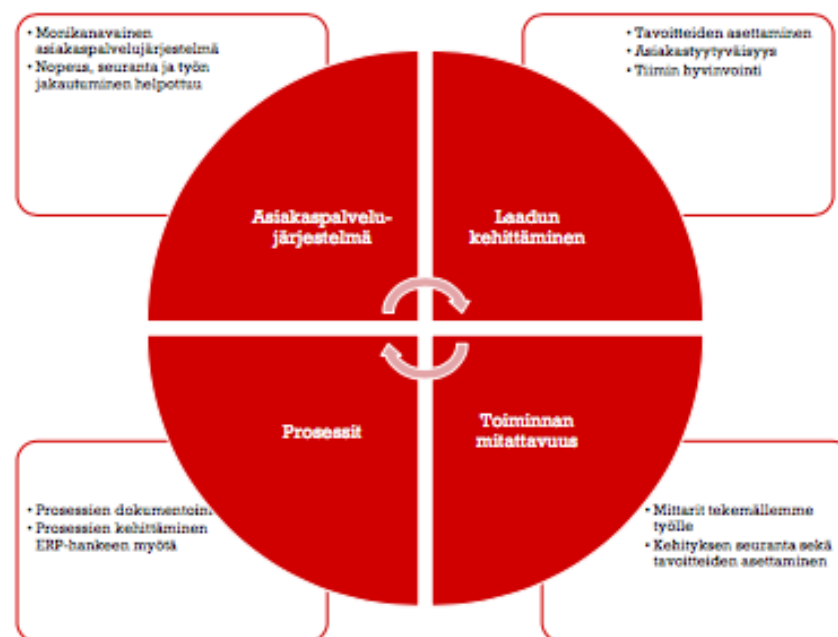 • Monikanavainen
asiakaspalvelujärjestelmä
• Nopeus, seuranta ja työn
jakautuminen helpottuu
• Tavoitteiden asettaminen
• Asiakastyytyväisyys
• Tiimin hyvinvointi
Asiakaspalvelu-
järjestelmä
Laadun
kehittäminen
Prosessit
Toiminnan
mitattavuus
• Prosessien
• Prosessien kehittäminen
ERP-hankeen myötä
• Mittarit tekemällemme
työlle
• Kehityksen seuranta sekä
tavoitteiden asettaminen